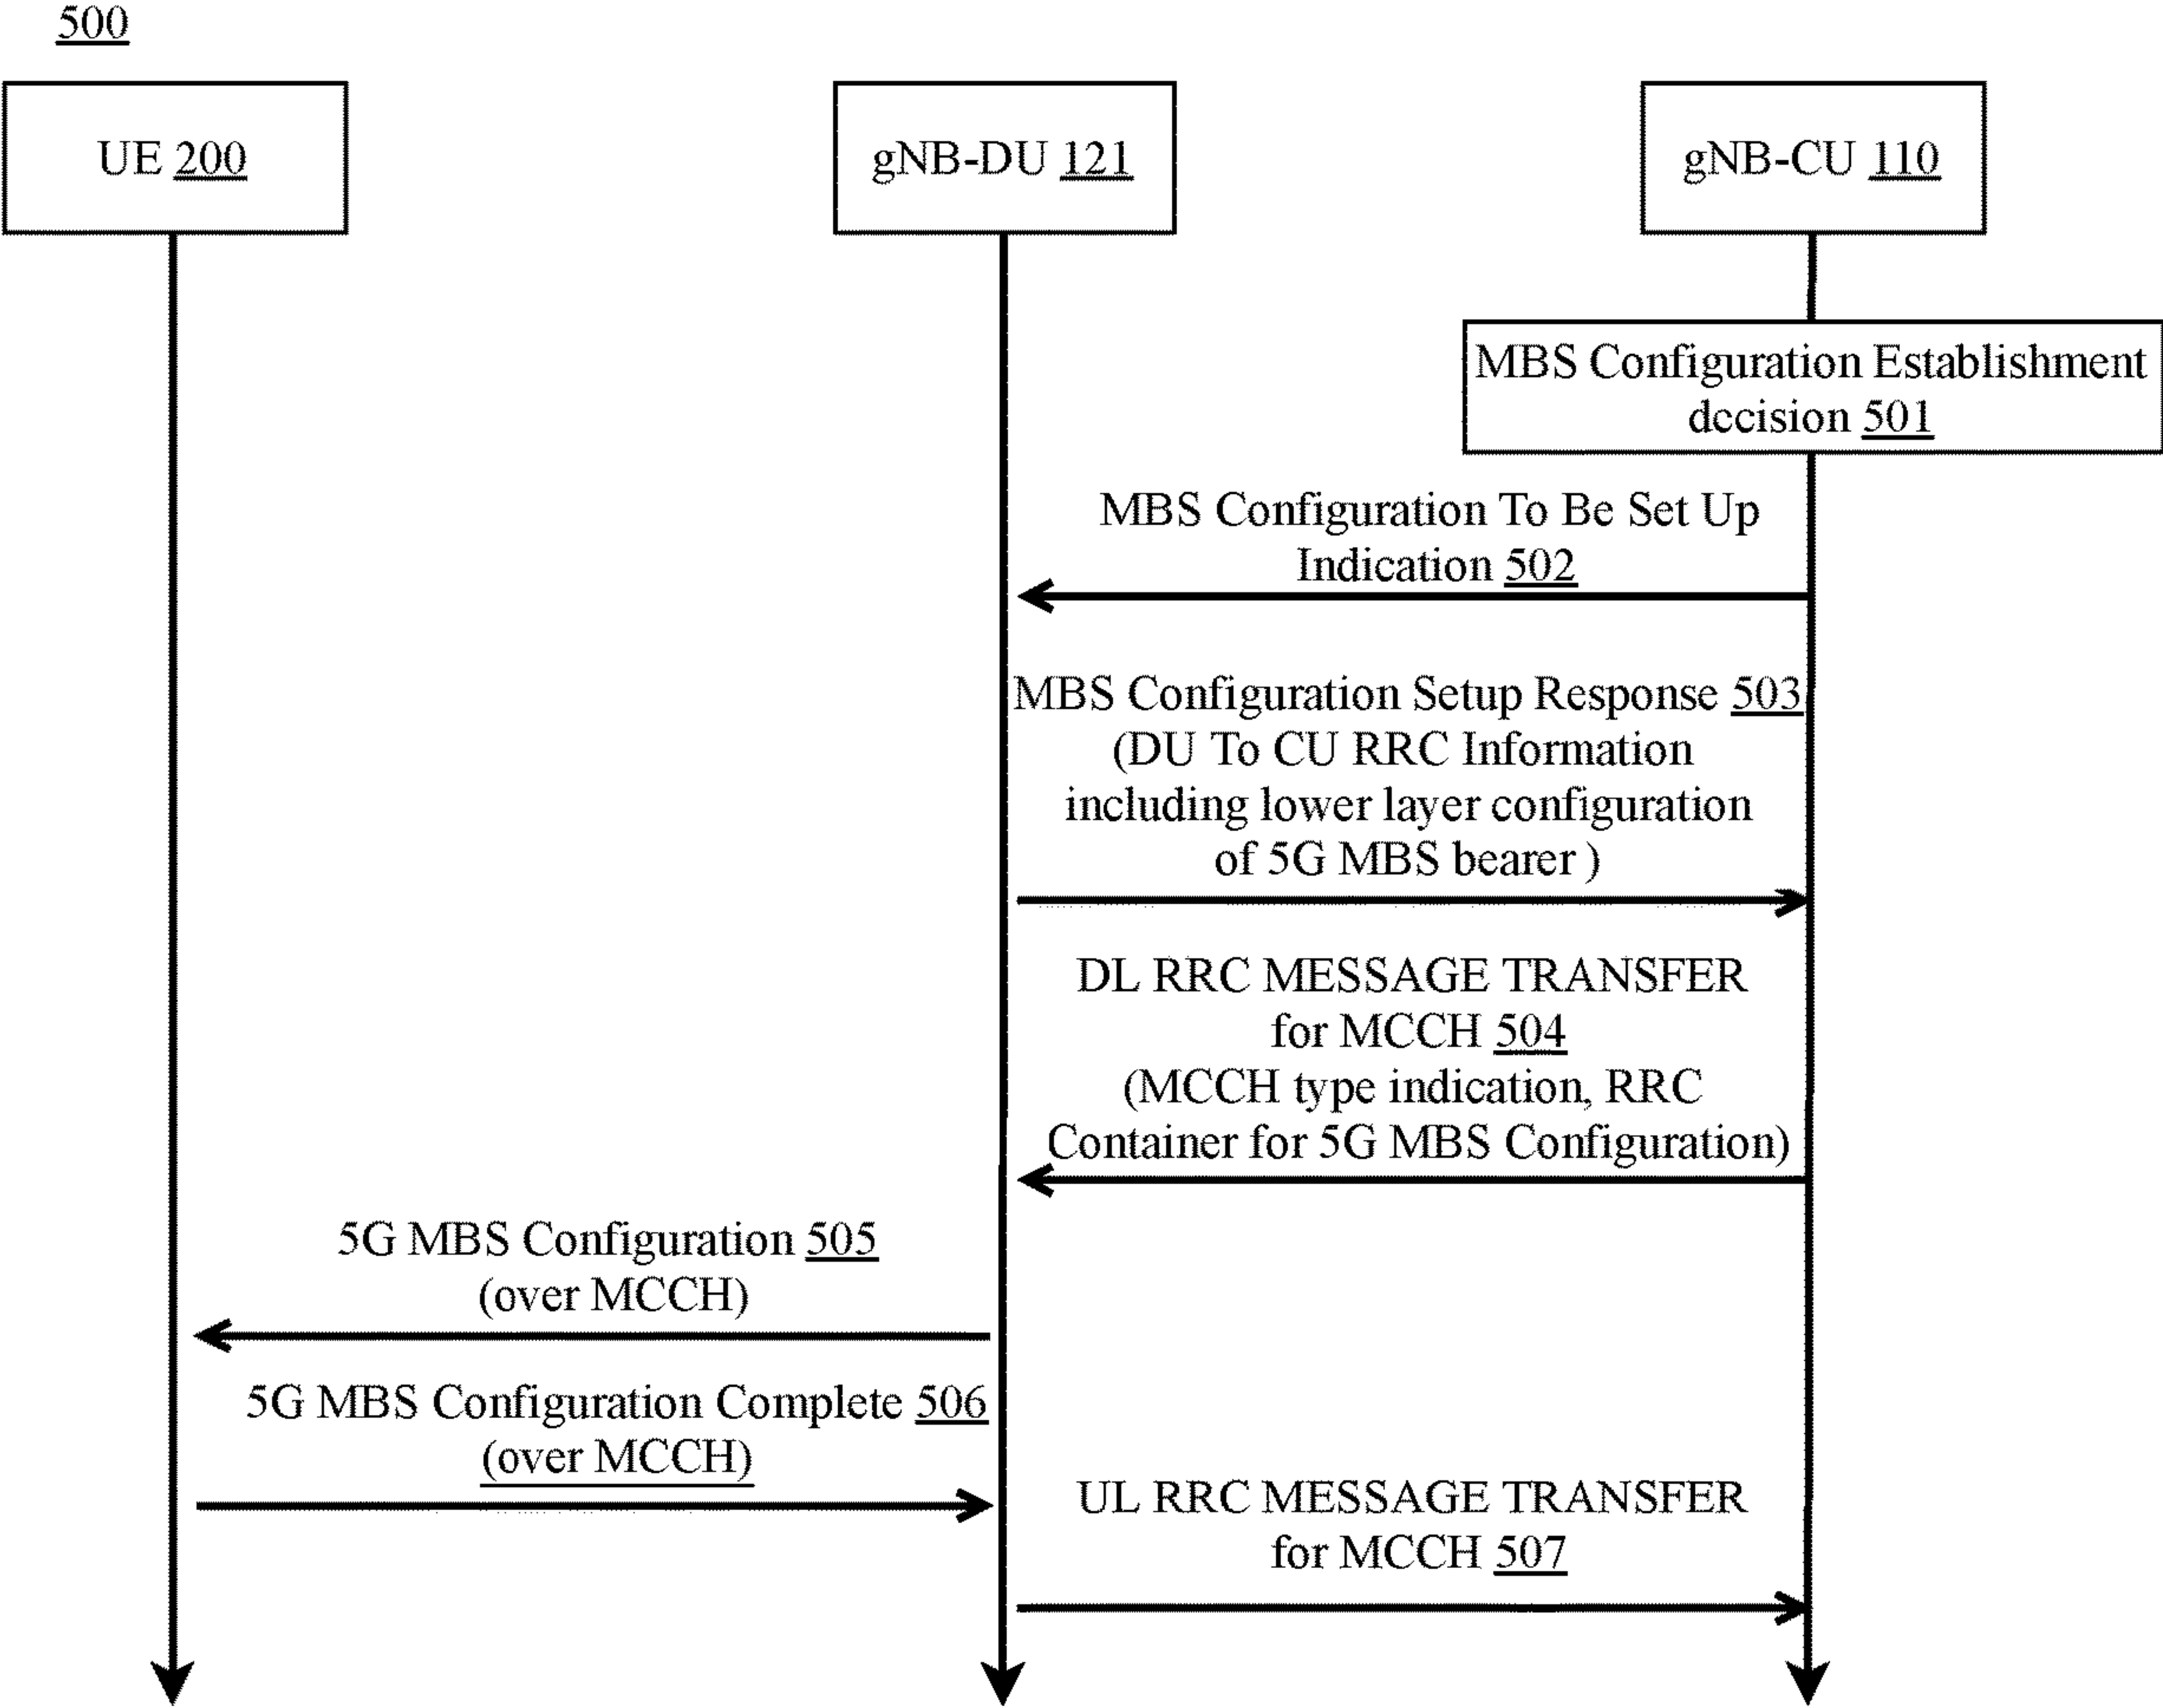 500
UE 200
gNB-DU 121
gNB-CU 110
MBS Configuration Establishment
dccision 501
MBS Configuration To Be Set Up
Indication 502
MBS Configuration Setup Response 503
(DU To CU RRC Information
including lower layer configuration
of 5G MBS bearer )
DL RRC MESSAGE TRANSFER
for MCCH 504
(MCCH type indication, RRC
Container for 5G MBS Configuration)
5G MBS Configuration 505
(over MCCH)
5G MBS Configuration Complete 506
(over MCCH)
UL RRC MESSAGE TRANSFER
for MCCH 507